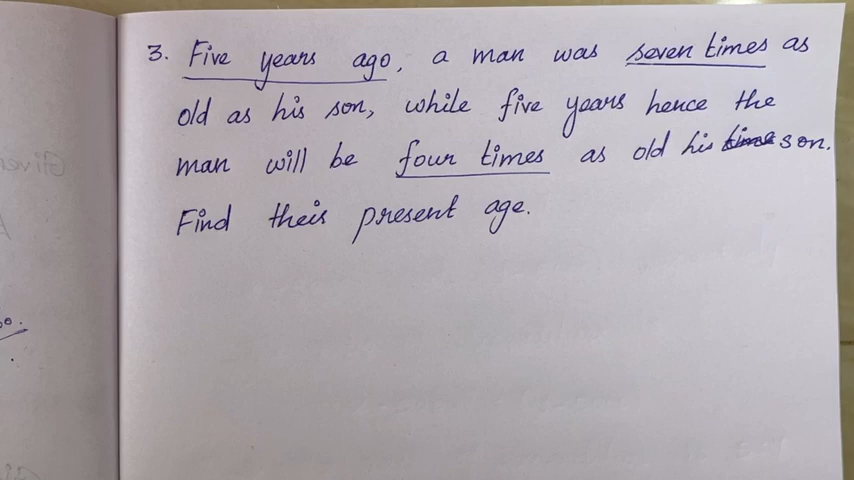 3. Five years ago, a man was seven times as
old as his son, while five years hence the
man will be four times as old his son.
Find their present age.